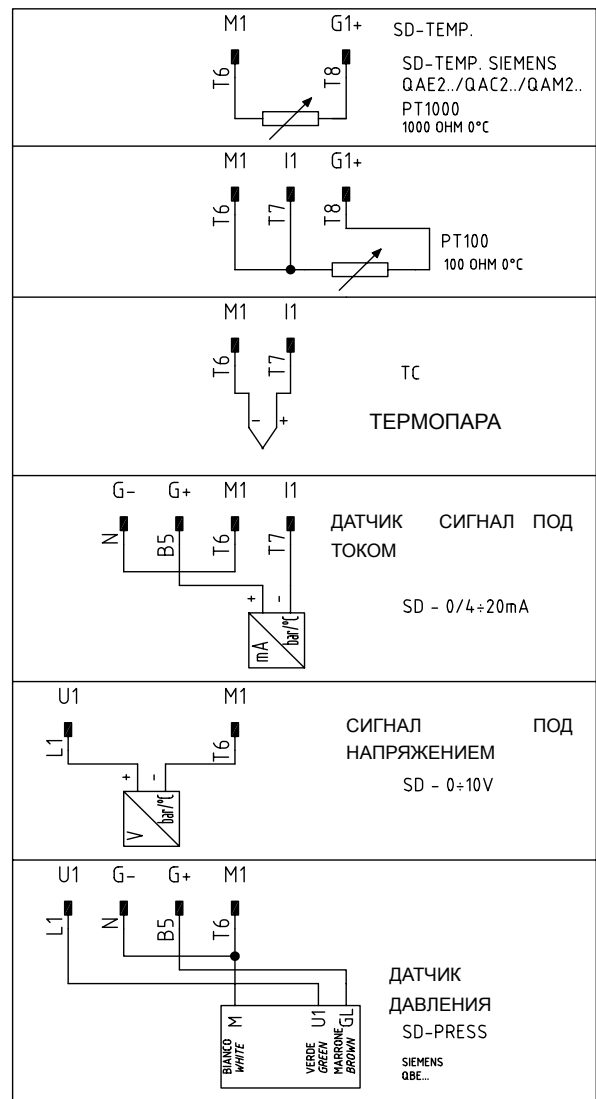 M1 G1+ SD-TEMP.
T6 T8
SD-TEMP. SIEMENS
QAE2../QAC2../QAM2..
PT1000
1000 OHM 0°C
M1 I1 G1+
T6 T7 T8
PT100
100 OHM 0°C
M1 I1
T6 T7
TC
- +
ТЕРМОПАРА
G- G+ M1 I1
N B5 T6 T7
ДАТЧИК СИГНАЛ ПОД
ТОКОМ
+ -
mA bar/°C
SD - 0/4÷20mA
U1 M1
L1 T6
СИГНАЛ ПОД
НАПРЯЖЕНИЕМ
+ -
V bar/°C
SD - 0÷10V
U1 G- G+ M1
L1 N B5 T6
ДАТЧИК
ДАВЛЕНИЯ
SD-PRESS
SIEMENS
QBE...
M U1 GL
BIANCO
WHITE
VERDE
GREEN
MARRONE
BROWN